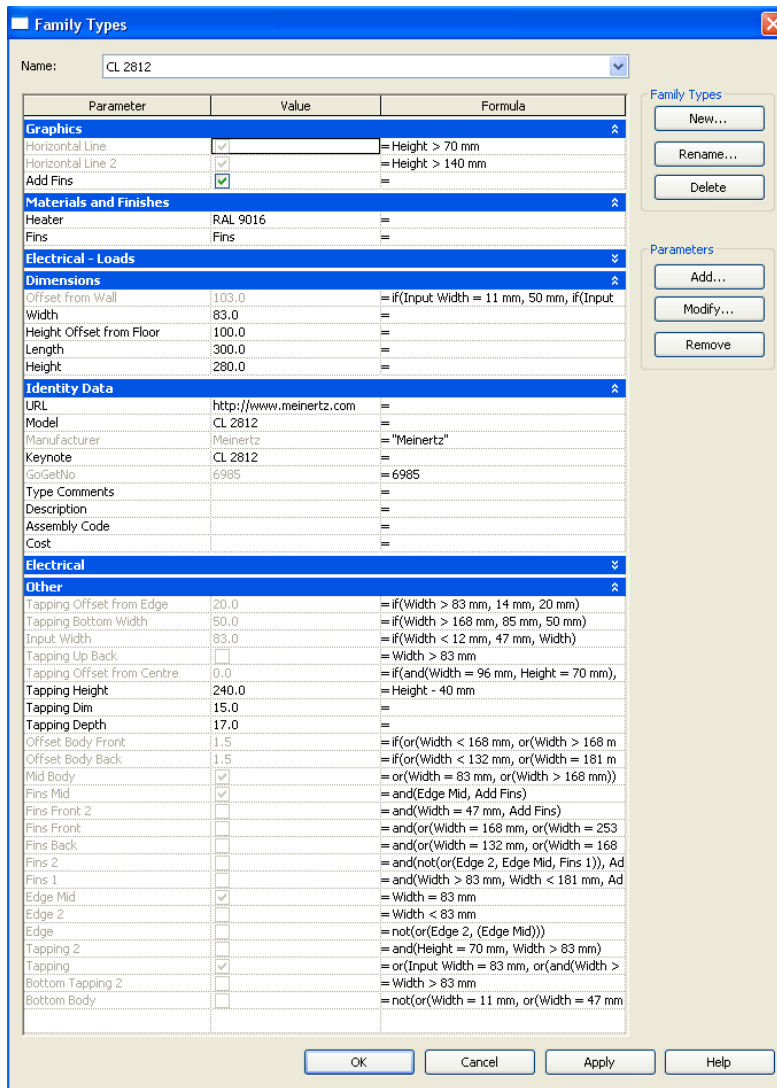 Family Types
Name: CL 2812
Parameter Value Formula
Graphics
Horizontal Line = Height > 70 mm
Horizontal Line 2 = Height > 140 mm
Add Fins =
Materials and Finishes
Heater RAL 9016 =
Fins Fins =
Electrical - Loads
Dimensions
Offset from Wall 103.0 = if(Input Width = 11 mm, 50 mm, if(Input
Width 83.0 =
Height Offset from Floor 100.0 =
Length 300.0 =
Height 280.0 =
Identity Data
URL http://www.meinertz.com =
Model CL 2812 =
Manufacturer Meinertz = "Meinertz"
Keynote CL 2812 =
GoGetNo 6985 = 6985
Type Comments =
Description =
Assembly Code =
Cost =
Electrical
Other
Tapping Offset from Edge 20.0 = if(Width > 83 mm, 14 mm, 20 mm)
Tapping Bottom Width 50.0 = if(Width > 168 mm, 85 mm, 50 mm)
Input Width 83.0 = if(Width < 12 mm, 47 mm, Width)
Tapping Up Back = Width > 83 mm
Tapping Offset from Centre 0.0 = if(and(Width = 96 mm, Height = 70 mm),
Tapping Height 240.0 = Height - 40 mm
Tapping Dim 15.0 =
Tapping Depth 17.0 =
Offset Body Front 1.5 = if(or(Width < 168 mm, or(Width > 168 m
Offset Body Back 1.5 = if(or(Width < 132 mm, or(Width = 181 m
Mid Body = or(Width = 83 mm, or(Width > 168 mm))
Fins Mid = and(Edge Mid, Add Fins)
Fins Front 2 = and(Width = 47 mm, Add Fins)
Fins Front = and(or(Width = 168 mm, or(Width = 253
Fins Back = and(or(Width = 132 mm, or(Width = 168
Fins 2 = and(not(or(Edge 2, Edge Mid, Fins 1)), Ad
Fins 1 = and(Width > 83 mm, Width < 181 mm, Ad
Edge Mid = Width = 83 mm
Edge 2 = Width < 83 mm
Edge = not(or(Edge 2, (Edge Mid)))
Tapping 2 = and(Height = 70 mm, Width > 83 mm)
Tapping = or(Input Width = 83 mm, or(and(Width >
Bottom Tapping 2 = Width > 83 mm
Bottom Body = not(or(Width = 11 mm, or(Width = 47 mm
Family Types
New...
Rename...
Delete
Parameters
Add...
Modify...
Remove
OK Cancel Apply Help